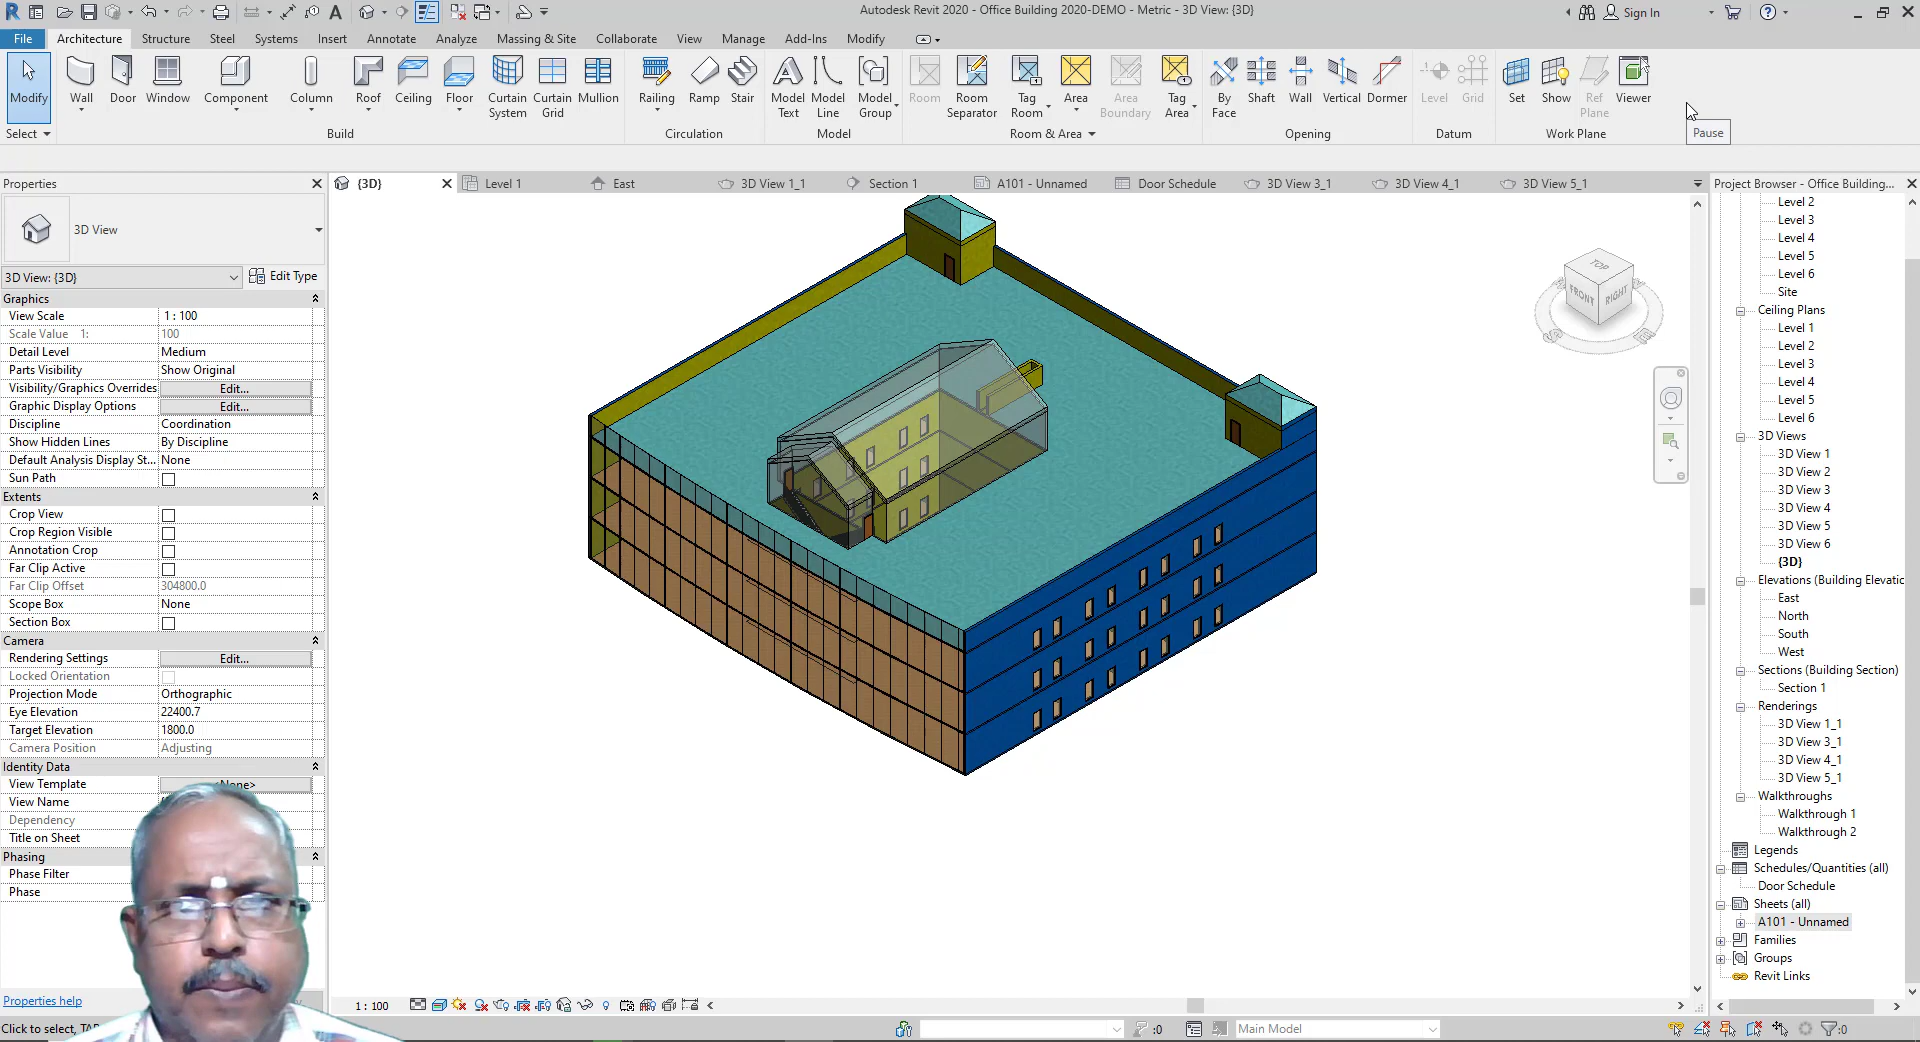 Autodesk Revit 2020 - Office Building 2020-DEMO - Metric - 3D View: {3D}
Sign In
File Architecture Structure Steel Systems Insert Annotate Analyze Massing & Site Collaborate View Manage Add-Ins Modify
Modify Wall Door Window Component Column Roof Ceiling Floor Curtain System Curtain Grid Mullion Railing Ramp Stair Model Text Model Line Model Group Room Room Separator Tag Room Area Area Boundary Tag Area By Face Shaft Wall Vertical Dormer Level Grid Set Show Ref Plane Viewer
Select Build Circulation Model Room & Area Opening Datum Work Plane
Pause
Properties
{3D} Level 1 East 3D View 1_1 Section 1 A101 - Unnamed Door Schedule 3D View 3_1 3D View 4_1 3D View 5_1
3D View
3D View: {3D} Edit Type
Graphics
View Scale 1 : 100
Scale Value 1: 100
Detail Level Medium
Parts Visibility Show Original
Visibility/Graphics Overrides Edit...
Graphic Display Options Edit...
Discipline Coordination
Show Hidden Lines By Discipline
Default Analysis Display St... None
Sun Path
Extents
Crop View
Crop Region Visible
Annotation Crop
Far Clip Active
Far Clip Offset 304800.0
Scope Box None
Section Box
Camera
Rendering Settings Edit...
Locked Orientation
Projection Mode Orthographic
Eye Elevation 22400.7
Target Elevation 1800.0
Camera Position Adjusting
Identity Data
View Template <None>
View Name
Dependency
Title on Sheet
Phasing
Phase Filter
Phase
Properties help
TOP
FRONT RIGHT
S E
Project Browser - Office Building...
Level 2
Level 3
Level 4
Level 5
Level 6
Site
Ceiling Plans
Level 1
Level 2
Level 3
Level 4
Level 5
Level 6
3D Views
3D View 1
3D View 2
3D View 3
3D View 4
3D View 5
3D View 6
{3D}
Elevations (Building Elevatic
East
North
South
West
Sections (Building Section)
Section 1
Renderings
3D View 1_1
3D View 3_1
3D View 4_1
3D View 5_1
Walkthroughs
Walkthrough 1
Walkthrough 2
Legends
Schedules/Quantities (all)
Door Schedule
Sheets (all)
A101 - Unnamed
Families
Groups
Revit Links
1 : 100
Click to select, TAB
:0 Main Model :0